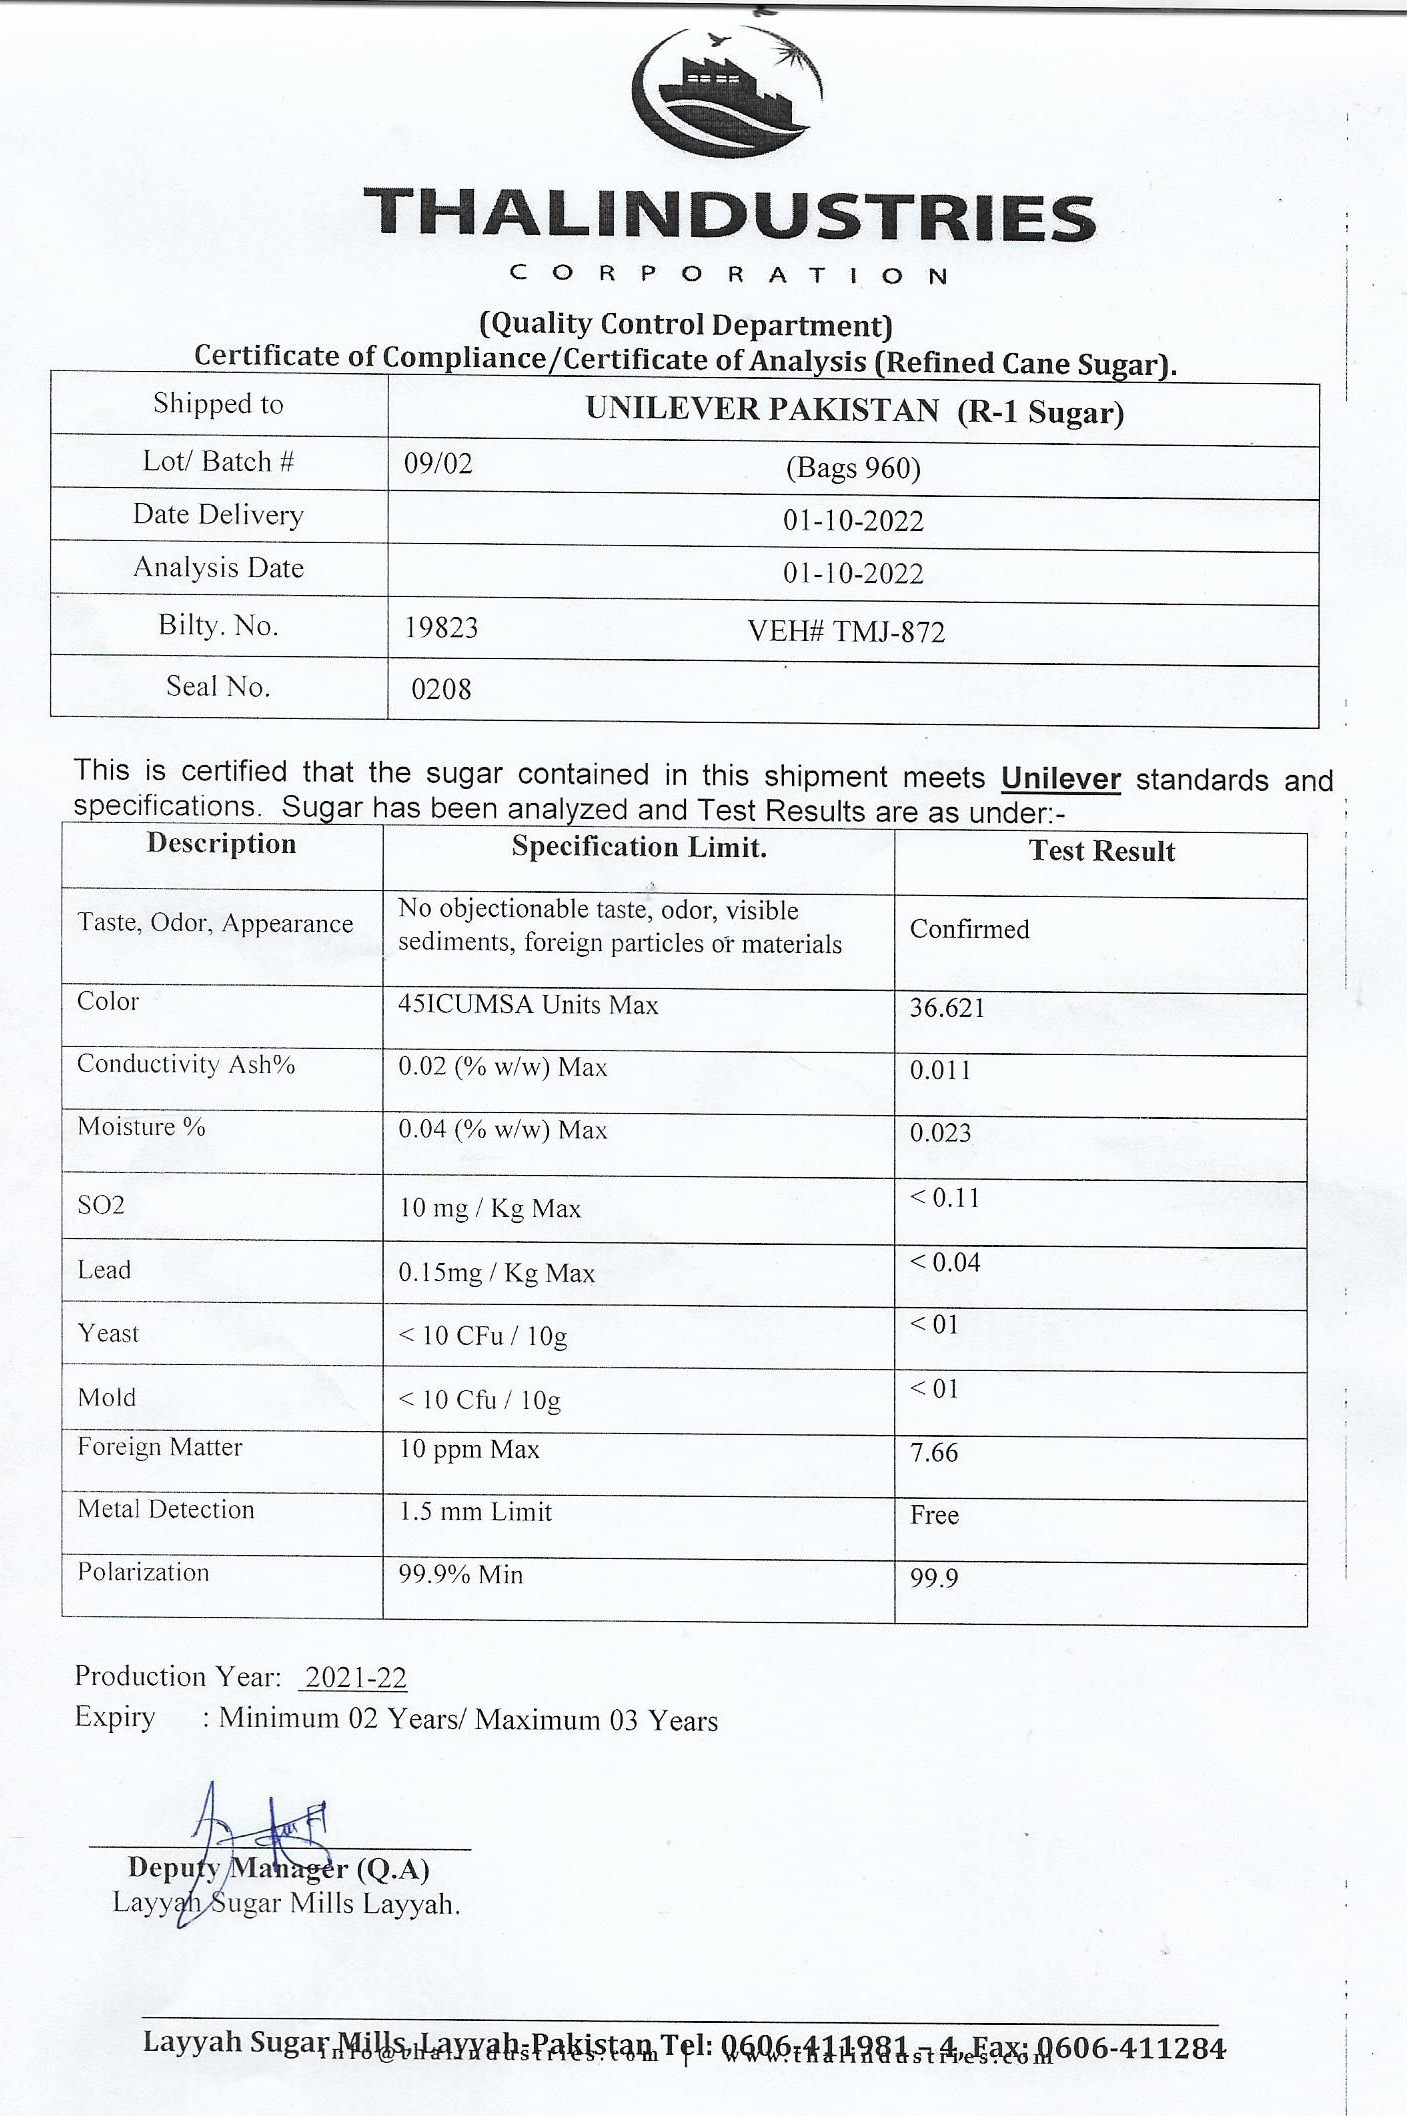 THALINDUSTRIES
CORPORATION
(Quality Control Department)
Certificate of Compliance/Certificate of Analysis (Refined Cane Sugar).
Shipped to UNILEVER PAKISTAN (R-1 Sugar)
Lot/ Batch # 09/02 (Bags 960)
Date Delivery 01-10-2022
Analysis Date 01-10-2022
Bilty. No. 19823 VEH# TMJ-872
Seal No. 0208
This is certified that the sugar contained in this shipment meets Unilever standards and
specifications. Sugar has been analyzed and Test Results are as under:-
Description Specification Limit. Test Result
Taste, Odor, Appearance No objectionable taste, odor, visible
sediments, foreign particles or materials Confirmed
Color 45ICUMSA Units Max 36.621
Conductivity Ash% 0.02 (% w/w) Max 0.011
Moisture % 0.04 (% w/w) Max 0.023
SO2 10 mg / Kg Max < 0.11
Lead 0.15mg / Kg Max < 0.04
Yeast < 10 CFu / 10g < 01
Mold < 10 Cfu / 10g < 01
Foreign Matter 10 ppm Max 7.66
Metal Detection 1.5 mm Limit Free
Polarization 99.9% Min 99.9
Production Year: 2021-22
Expiry : Minimum 02 Years/ Maximum 03 Years
Deputy Manager (Q.A)
Layyah Sugar Mills Layyah.
Layyah Sugar Mills, Layyah-Pakistan Tel: 0606-411981 – 4, Fax: 0606-411284
info@thalindustries.com | www.thalindustries.com